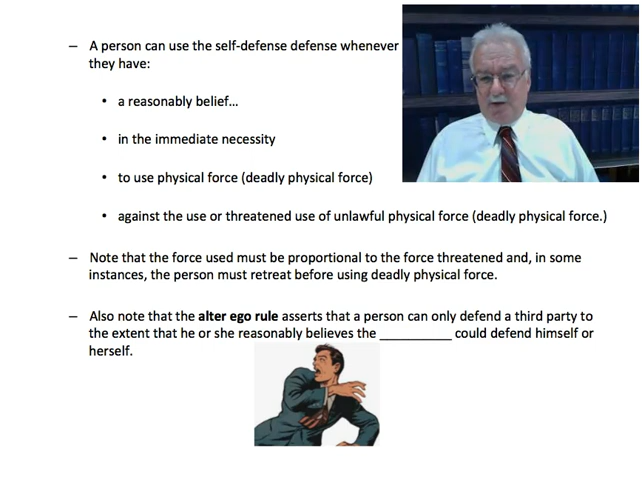 – A person can use the self-defense defense whenever
they have:
• a reasonably belief…
• in the immediate necessity
• to use physical force (deadly physical force)
• against the use or threatened use of unlawful physical force (deadly physical force.)
– Note that the force used must be proportional to the force threatened and, in some
instances, the person must retreat before using deadly physical force.
– Also note that the alter ego rule asserts that a person can only defend a third party to
the extent that he or she reasonably believes the __________ could defend himself or
herself.